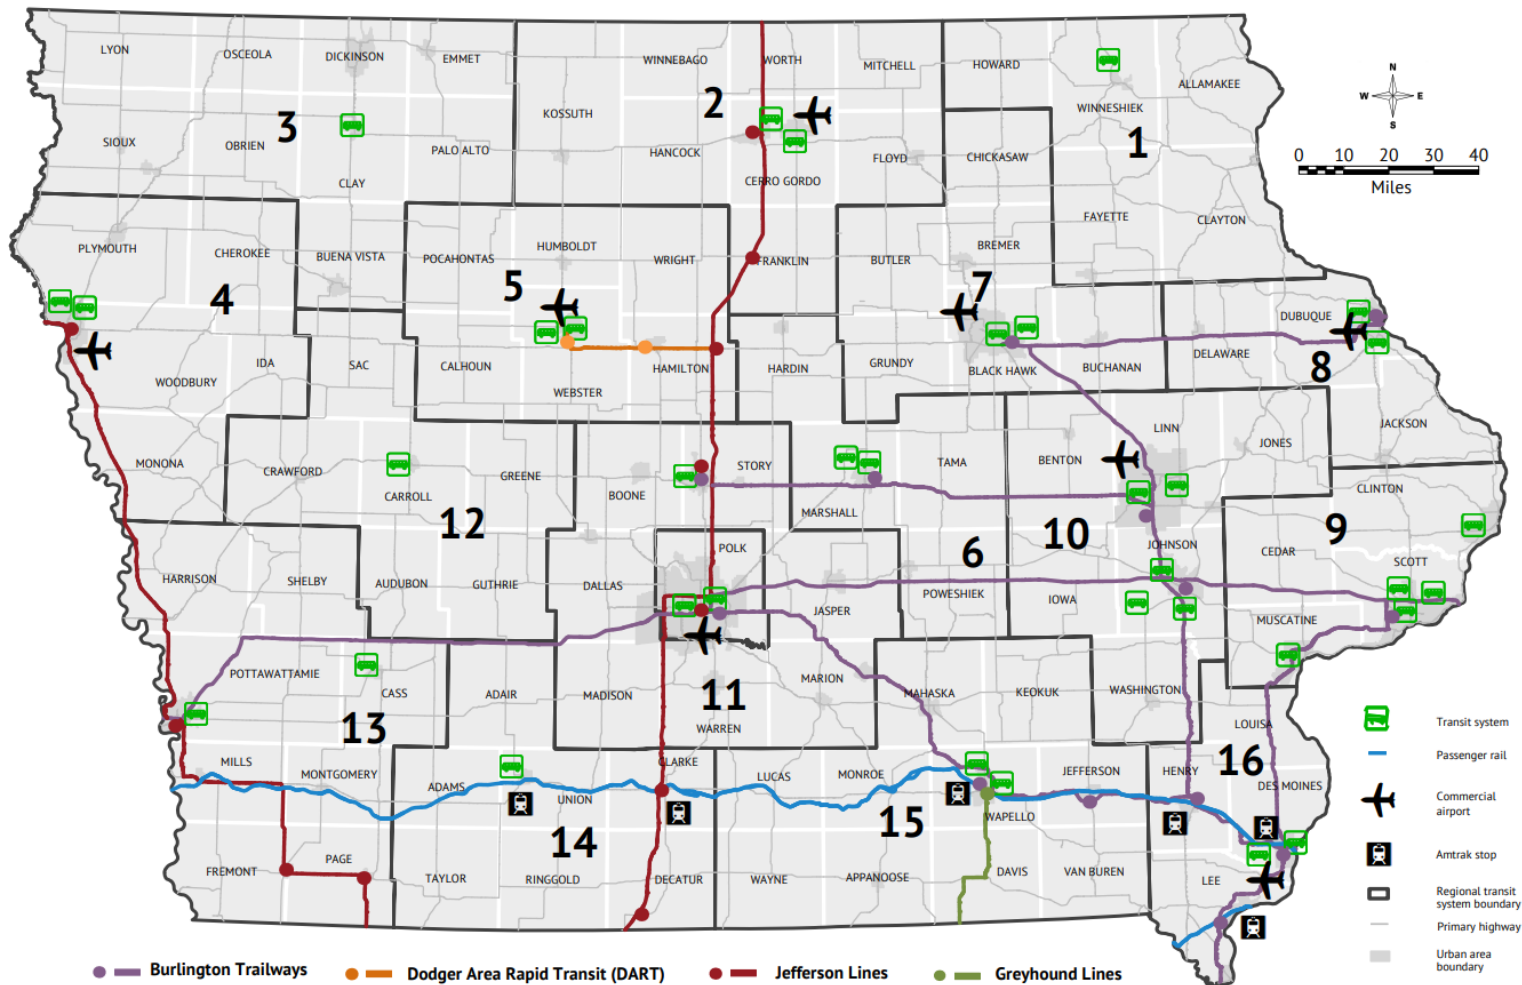 LYON
OSCEOLA
DICKINSON
EMMET
WINNEBAGO
WORTH
MITCHELL
HOWARD
ALLAMAKEE
WINNESHIEK
N
W
E
S
KOSSUTH
2
3
1
SIOUX
OBRIEN
PALO ALTO
HANCOCK
FLOYD
CHICKASAW
0 10 20 30 40
Miles
CLAY
CERRO GORDO
FAYETTE
CLAYTON
PLYMOUTH
CHEROKEE
BUENA VISTA
POCAHONTAS
HUMBOLDT
WRIGHT
FRANKLIN
BUTLER
BREMER
4
5
7
DUBUQUE
8
IDA
SAC
CALHOUN
HAMILTON
HARDIN
GRUNDY
BLACK HAWK
BUCHANAN
DELAWARE
WOODBURY
WEBSTER
JACKSON
LINN
JONES
MONONA
CRAWFORD
CARROLL
GREENE
BOONE
STORY
TAMA
BENTON
CLINTON
MARSHALL
12
6
10
9
POLK
JOHNSON
CEDAR
SCOTT
HARRISON
SHELBY
AUDUBON
GUTHRIE
DALLAS
JASPER
POWESHIEK
IOWA
MUSCATINE
POTTAWATTAMIE
CASS
ADAIR
MADISON
11
MARION
MAHASKA
KEOKUK
WASHINGTON
13
WARREN
LOUISA
Transit system
MILLS
MONTGOMERY
ADAMS
UNION
CLARKE
LUCAS
MONROE
JEFFERSON
HENRY
16
DES MOINES
Passenger rail
Commercial
airport
14
15
WAPELLO
Amtrak stop
FREMONT
PAGE
TAYLOR
RINGGOLD
DECATUR
WAYNE
APPANOOSE
DAVIS
VAN BUREN
LEE
Regional transit
system boundary
Primary highway
Urban area
boundary
Burlington Trailways
Dodger Area Rapid Transit (DART)
Jefferson Lines
Greyhound Lines